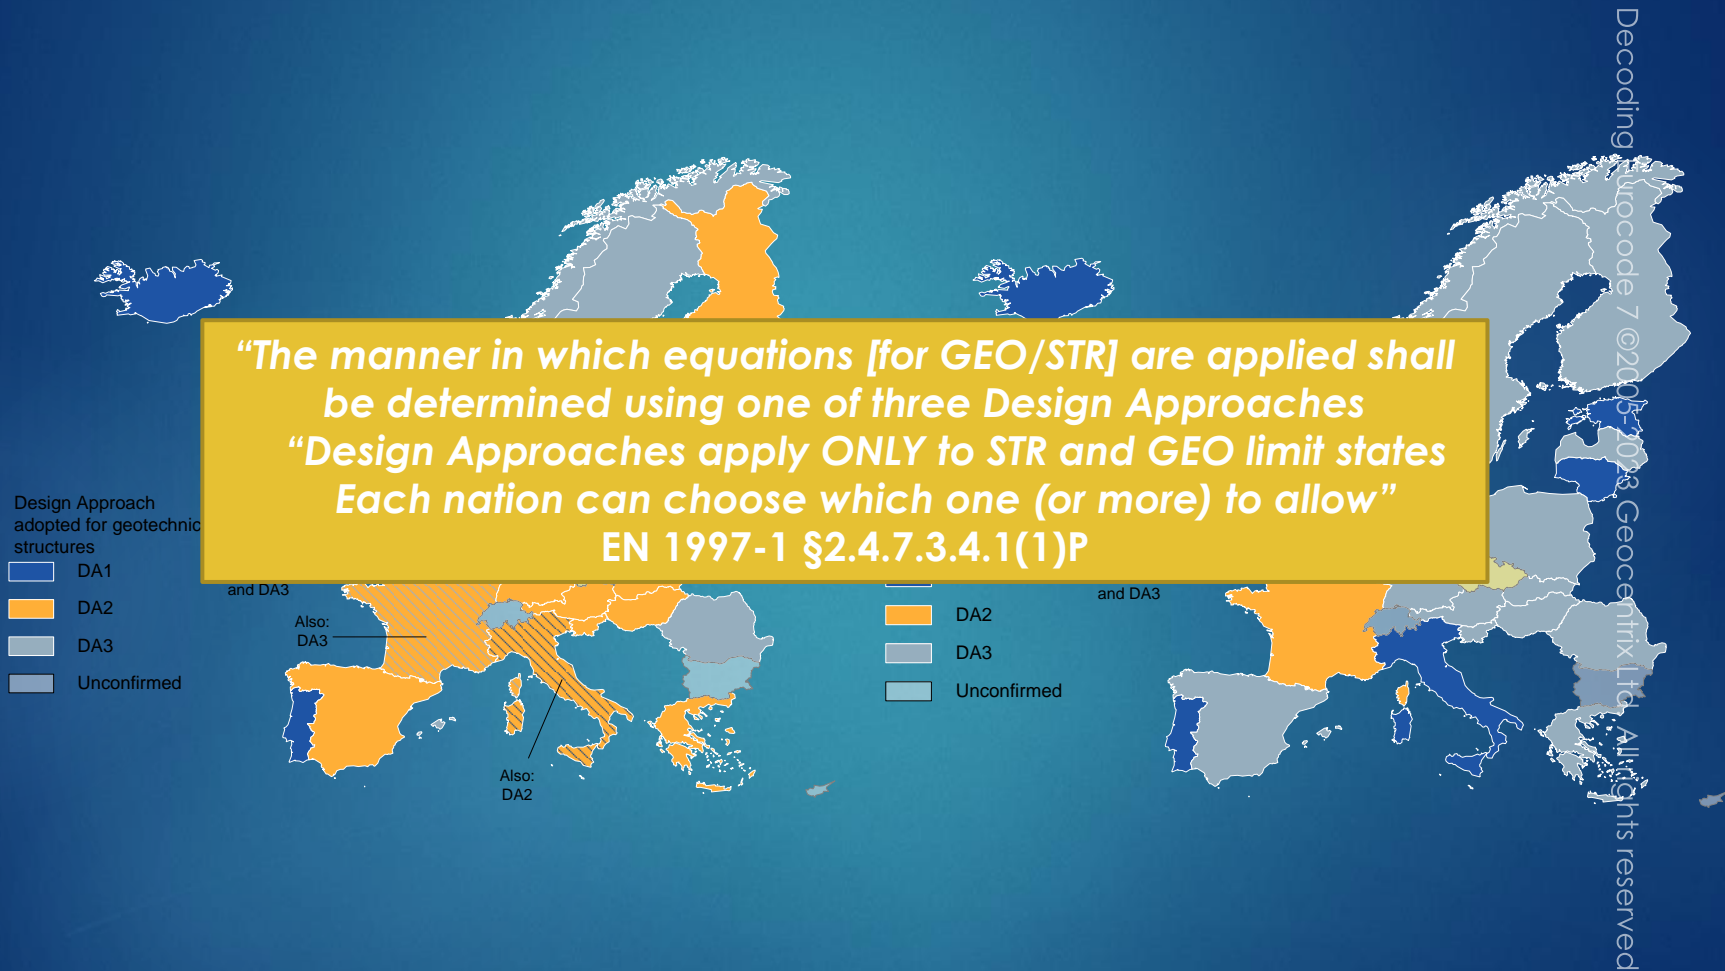 “The manner in which equations [for GEO/STR] are applied shall
be determined using one of three Design Approaches
“Design Approaches apply ONLY to STR and GEO limit states
Each nation can choose which one (or more) to allow”
EN 1997-1 §2.4.7.3.4.1(1)P
Design Approach
adopted for geotechnic
structures
DA1
DA2
DA3
Unconfirmed
and DA3
Also:
DA3
Also:
DA2
and DA3
DA2
DA3
Unconfirmed
Decoding Eurocode 7 ©2005-2023 Geocentrix Ltd. All rights reserved